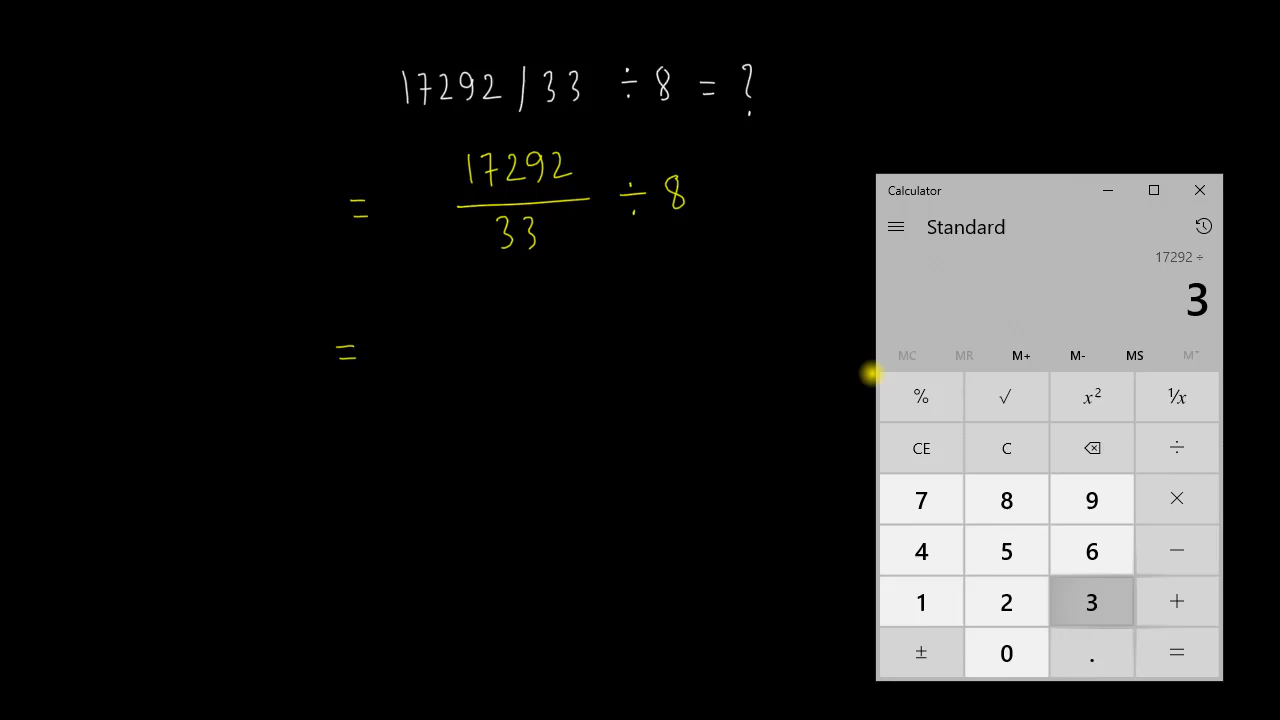 17292/33 ÷ 8 = ?
= 17292/33 ÷ 8
=
Calculator
Standard
17292 ÷
3
MC MR M+ M- MS M˅
% √ x² ¹/x
CE C ⌫ ÷
7 8 9 ×
4 5 6 −
1 2 3 +
± 0 . =